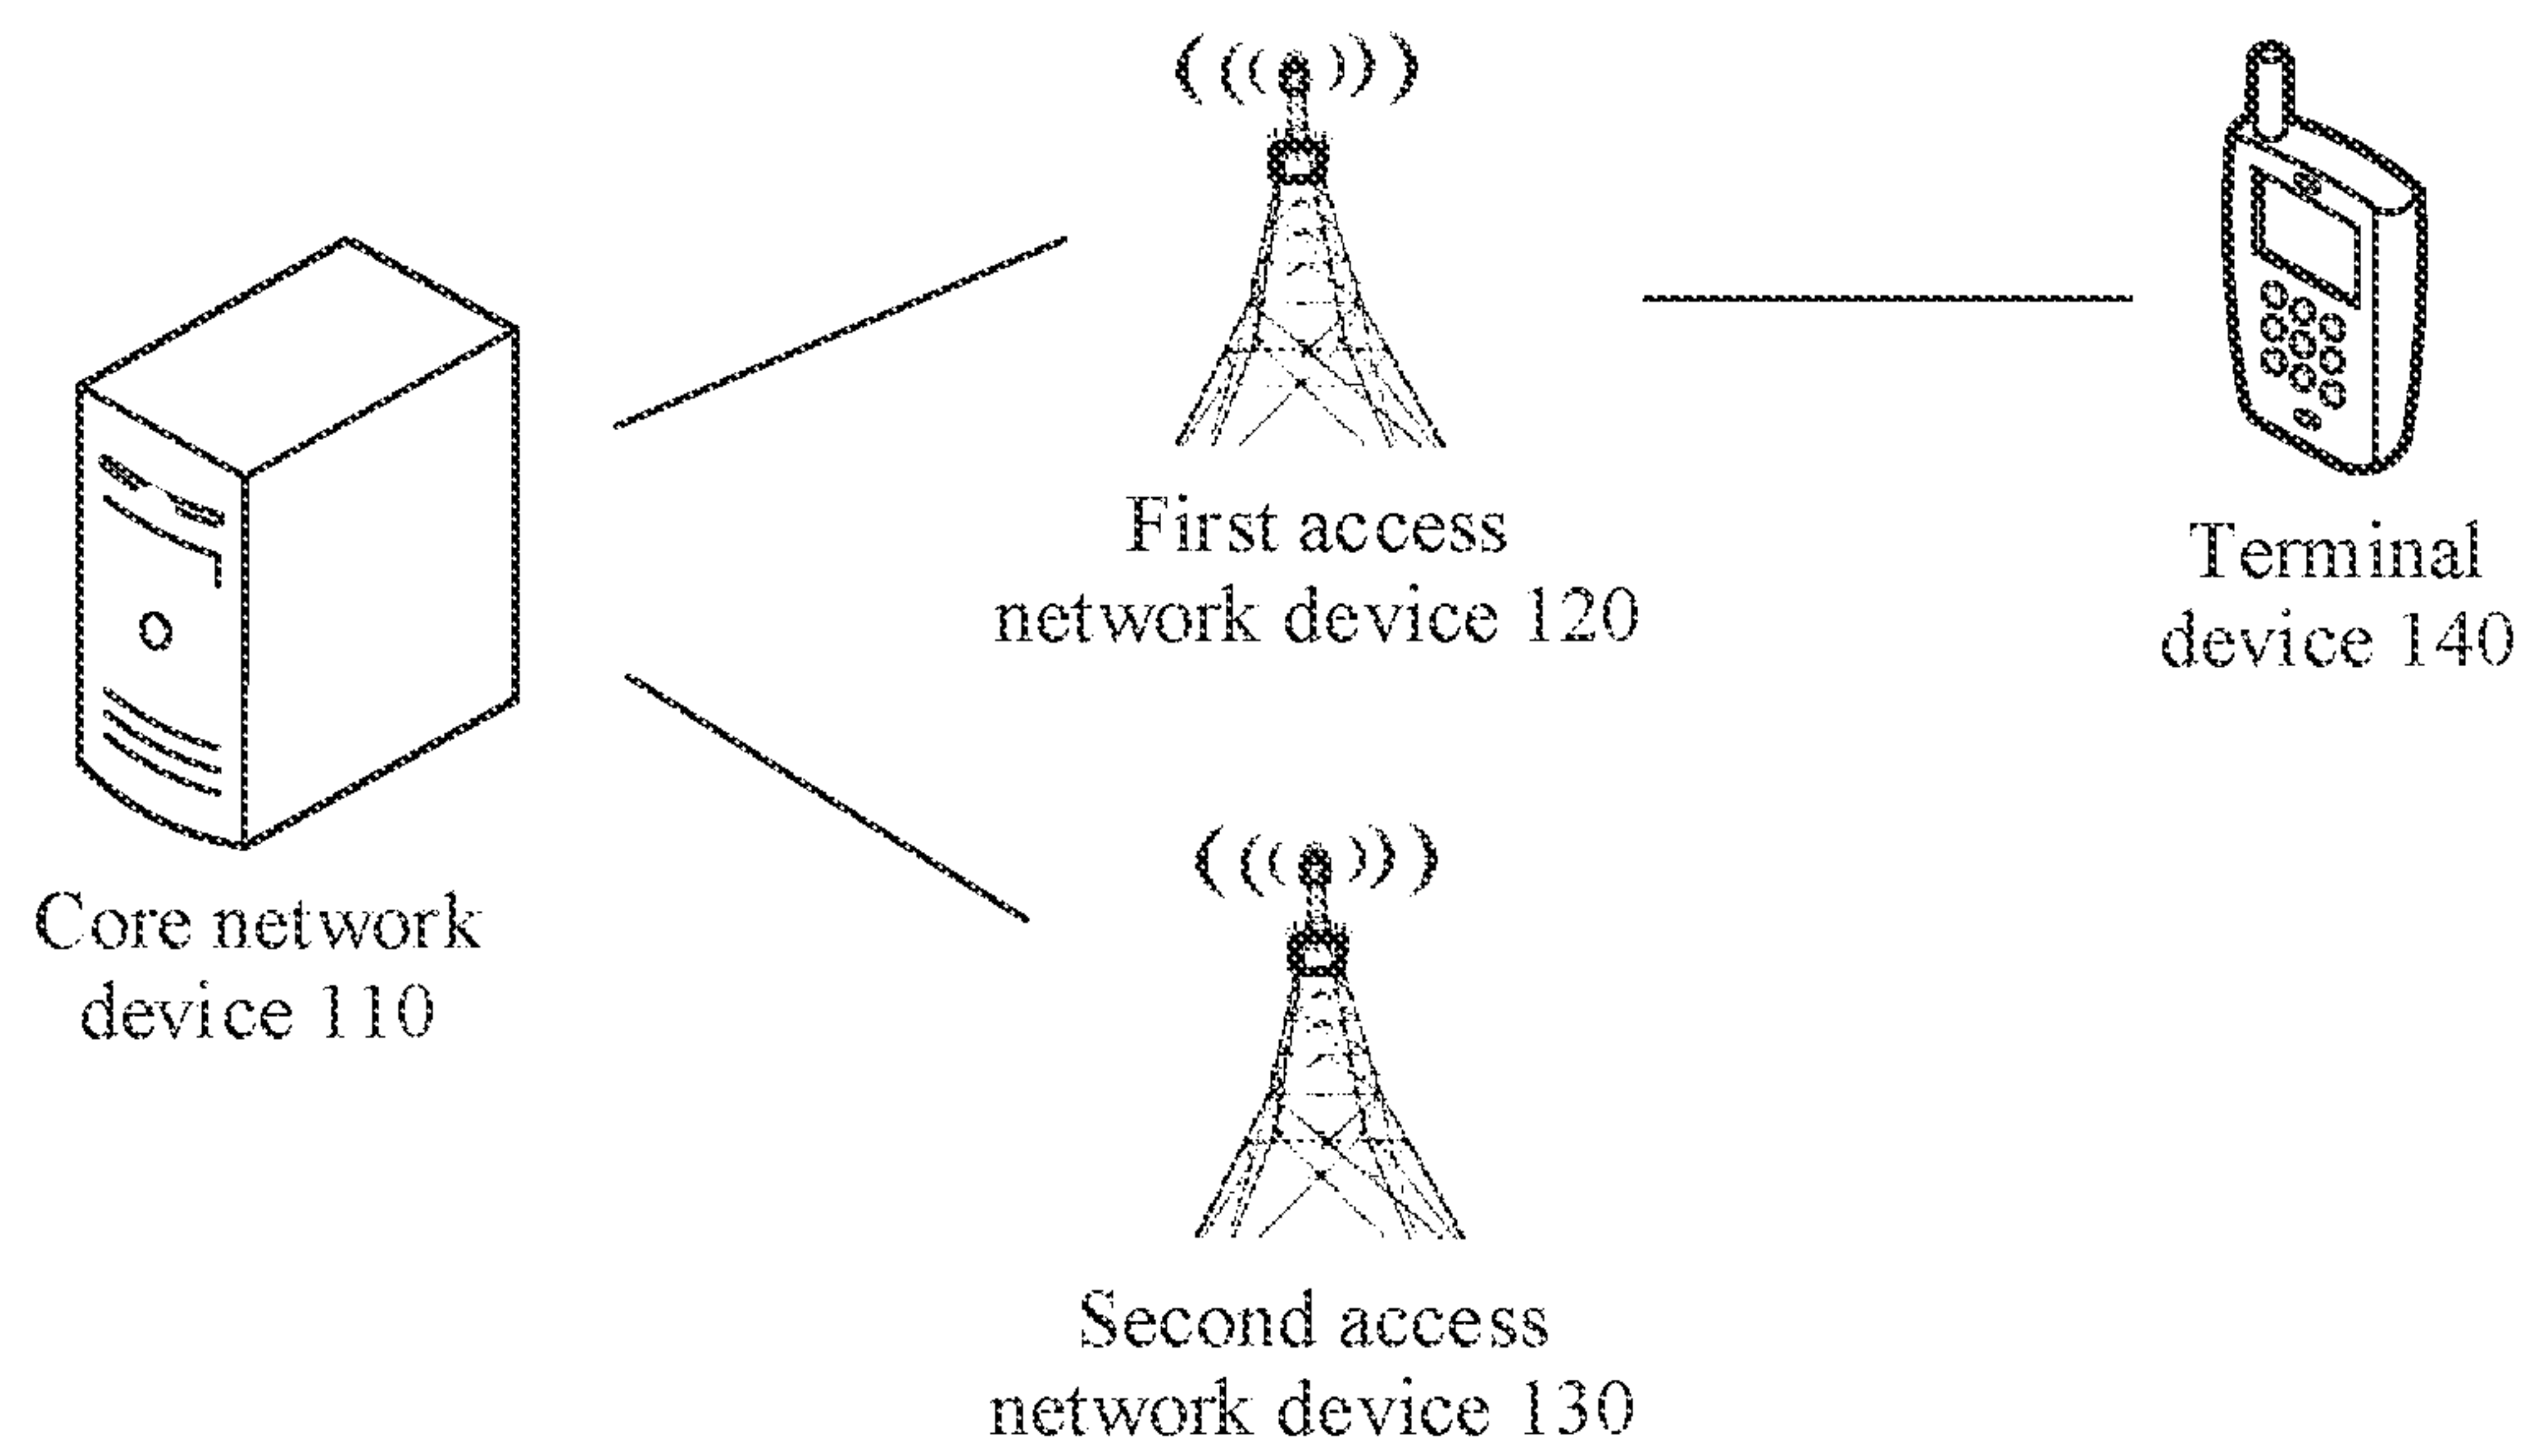 First access
network device 120
Terminal
device 140
Core network
device 110
Second access
network device 130